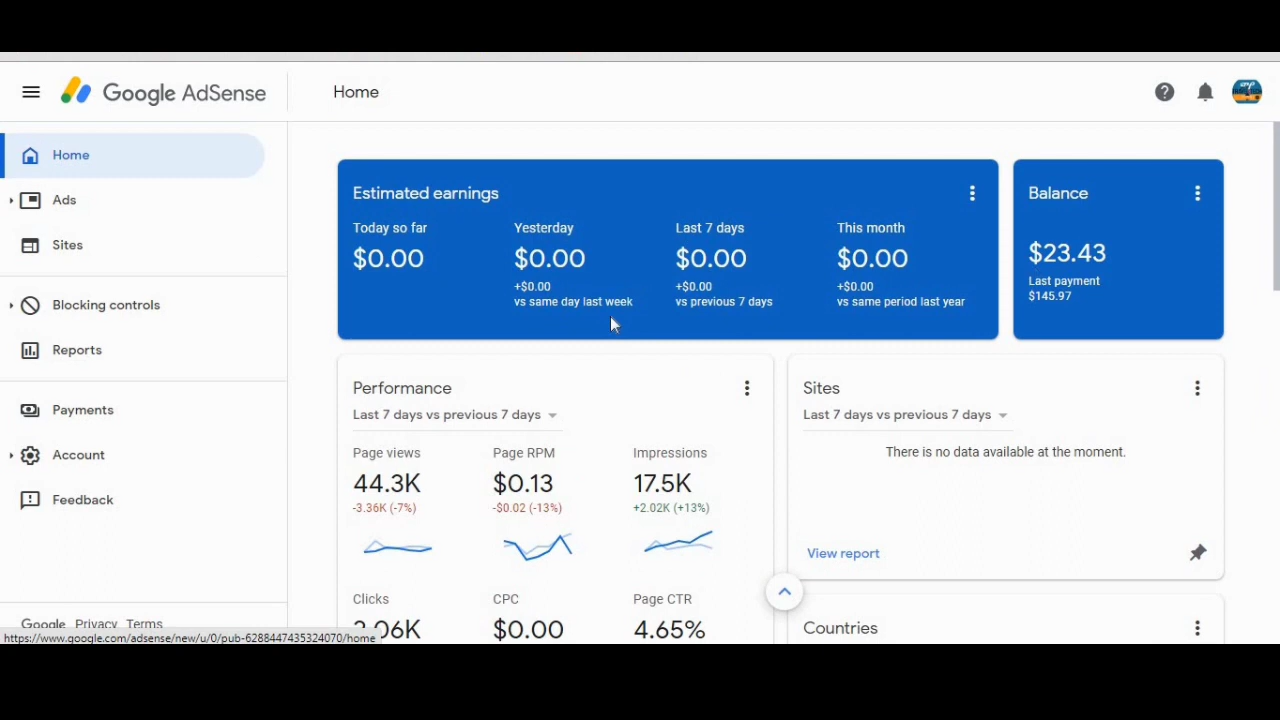 Google AdSense
Home
Home
Ads
Sites
Blocking controls
Reports
Payments
Account
Feedback
Google Privacy Terms
https://www.google.com/adsense/new/u/0/pub-6288447435324070/home
Estimated earnings
Today so far
$0.00
Yesterday
$0.00
+$0.00
vs same day last week
Last 7 days
$0.00
+$0.00
vs previous 7 days
This month
$0.00
+$0.00
vs same period last year
Balance
$23.43
Last payment
$145.97
Performance
Last 7 days vs previous 7 days
Page views
44.3K
-3.36K (-7%)
Page RPM
$0.13
-$0.02 (-13%)
Impressions
17.5K
+2.02K (+13%)
Clicks
2.06K
CPC
$0.00
Page CTR
4.65%
Sites
Last 7 days vs previous 7 days
There is no data available at the moment.
View report
Countries